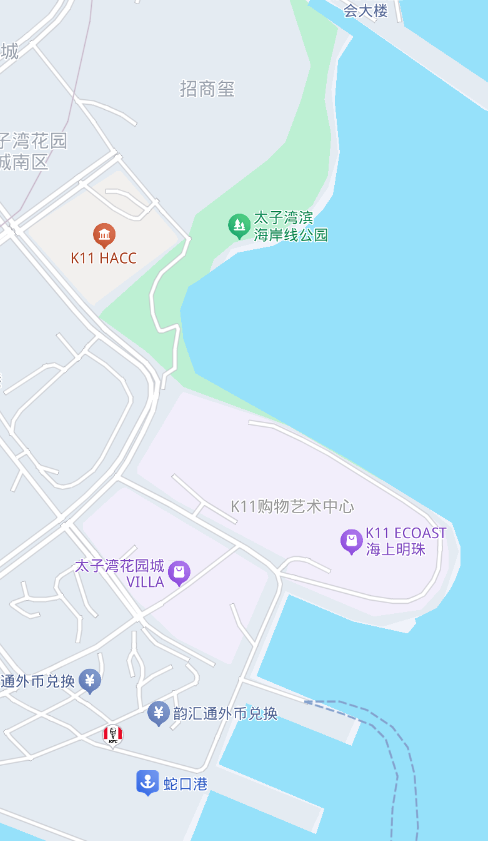 会大楼
城
招商玺
子湾花园
城南区
太子湾滨
海岸线公园
K11 HACC
K11购物艺术中心
K11 ECOAST
海上明珠
太子湾花园城
VILLA
通外币兑换
韵汇通外币兑换
蛇口港